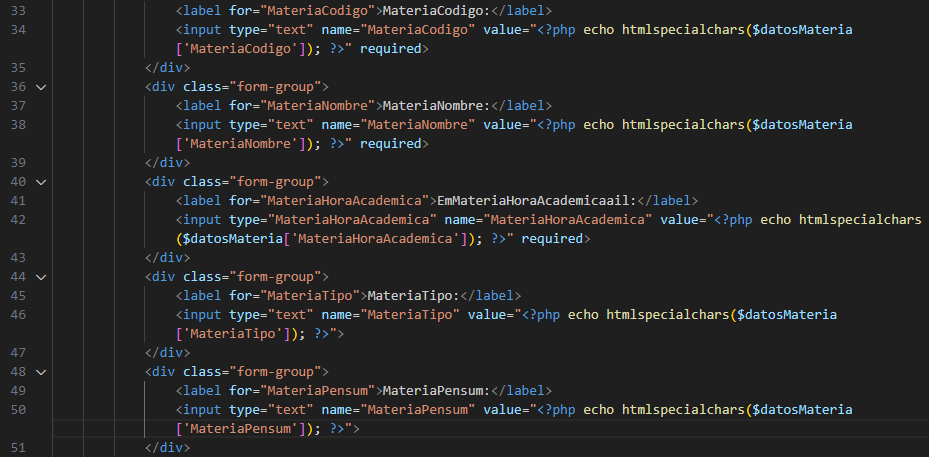 33 <label for="MateriaCodigo">MateriaCodigo:</label>
34 <input type="text" name="MateriaCodigo" value="<?php echo htmlspecialchars($datosMateria
['MateriaCodigo']); ?>" required>
35 </div>
36 <div class="form-group">
37 <label for="MateriaNombre">MateriaNombre:</label>
38 <input type="text" name="MateriaNombre" value="<?php echo htmlspecialchars($datosMateria
['MateriaNombre']); ?>" required>
39 </div>
40 <div class="form-group">
41 <label for="MateriaHoraAcademica">EmMateriaHoraAcademicaail:</label>
42 <input type="MateriaHoraAcademica" name="MateriaHoraAcademica" value="<?php echo htmlspecialchars
($datosMateria['MateriaHoraAcademica']); ?>" required>
43 </div>
44 <div class="form-group">
45 <label for="MateriaTipo">MateriaTipo:</label>
46 <input type="text" name="MateriaTipo" value="<?php echo htmlspecialchars($datosMateria
['MateriaTipo']); ?>">
47 </div>
48 <div class="form-group">
49 <label for="MateriaPensum">MateriaPensum:</label>
50 <input type="text" name="MateriaPensum" value="<?php echo htmlspecialchars($datosMateria
['MateriaPensum']); ?>">
51 </div>